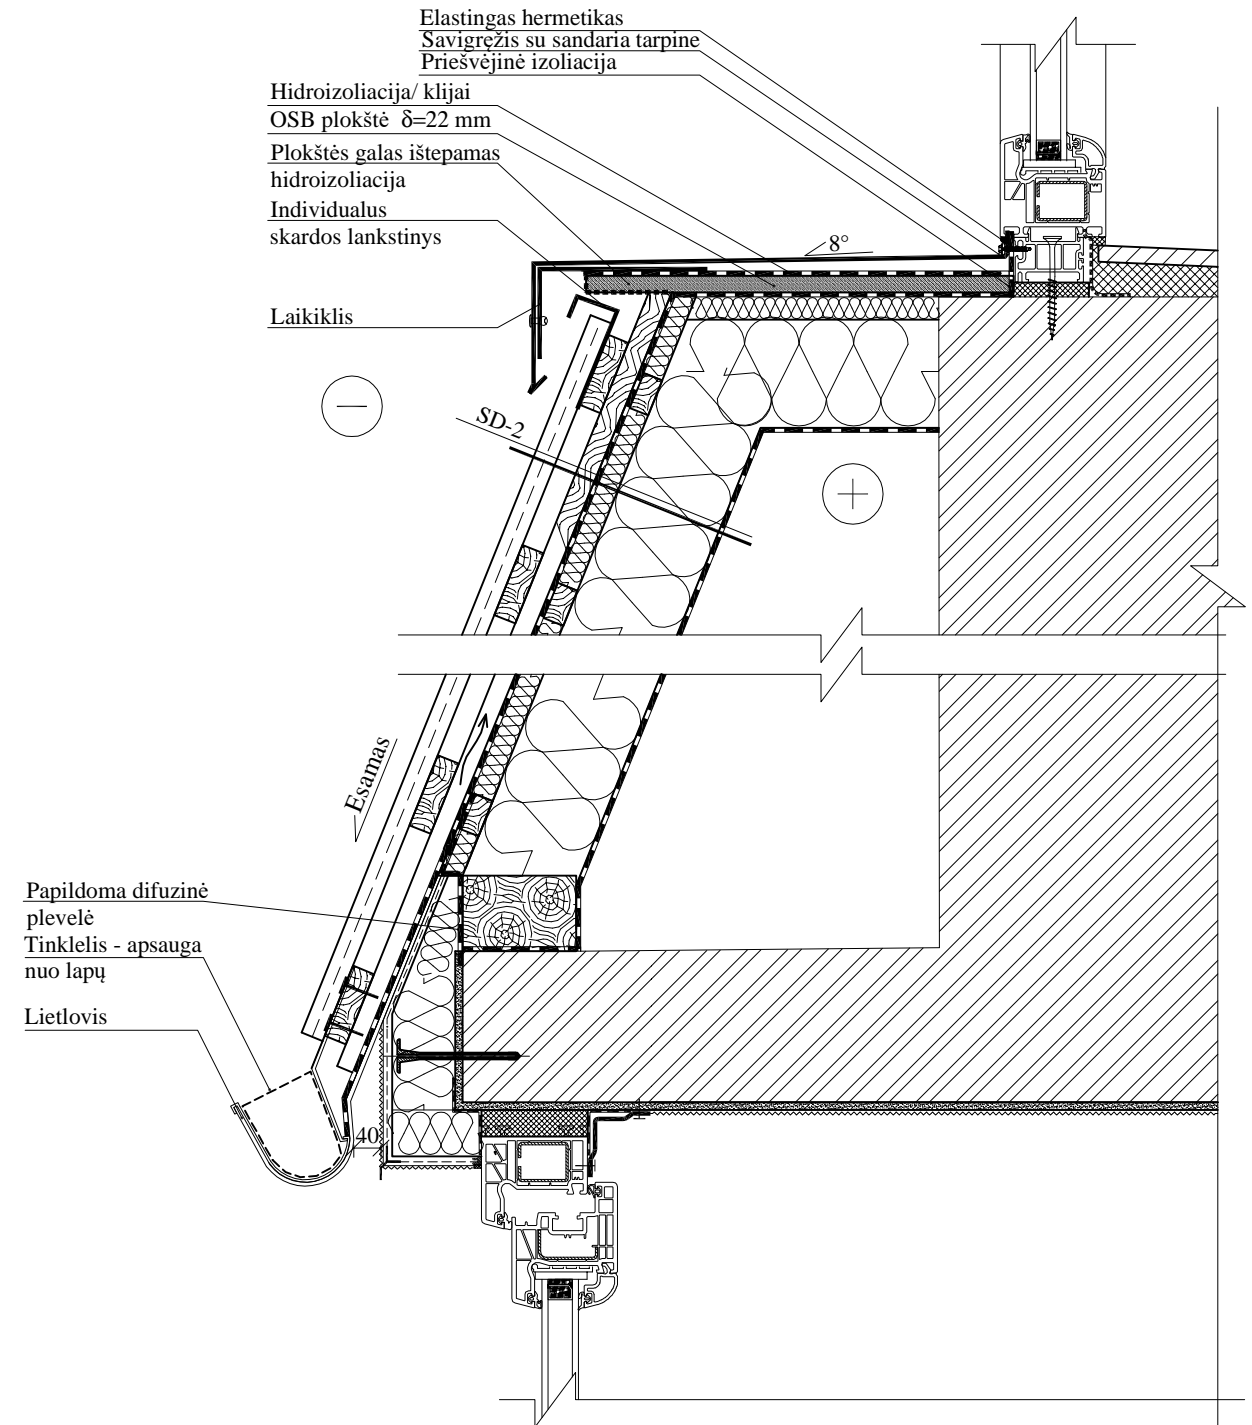 Elastingas hermetikas
Savigręžis su sandaria tarpine
Priešvėjinė izoliacija
Hidroizoliacija/ klijai
OSB plokštė δ=22 mm
Plokštės galas ištepamas
hidroizoliacija
Individualus
skardos lankstinys
8°
Laikiklis
SD-2
Esamas
Papildoma difuzinė
plevelė
Tinklelis - apsauga
nuo lapų
Lietlovis
40